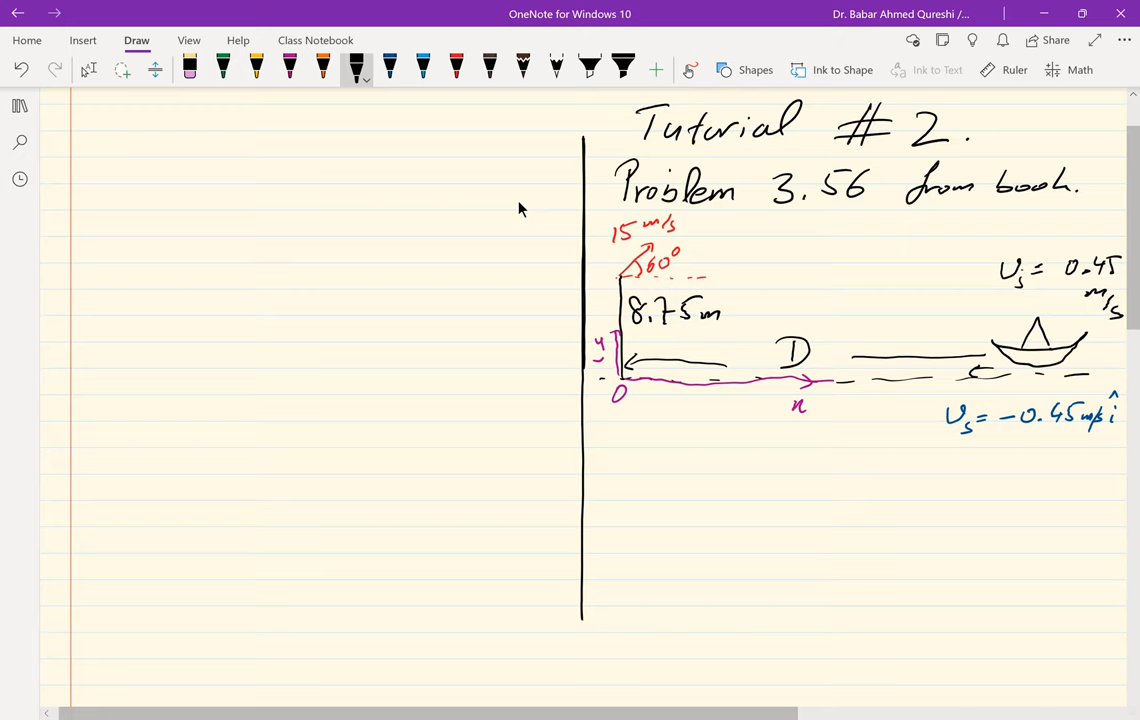 OneNote for Windows 10
Dr. Babar Ahmed Qureshi /...
Home Insert Draw View Help Class Notebook
Share
Shapes Ink to Shape Ink to Text Ruler Math
Tutorial # 2.
Problem 3.56 from book.
15 m/s
60°
8.75m
D
y
O
x
υs = 0.45 m/s
υs = -0.45 m/s î